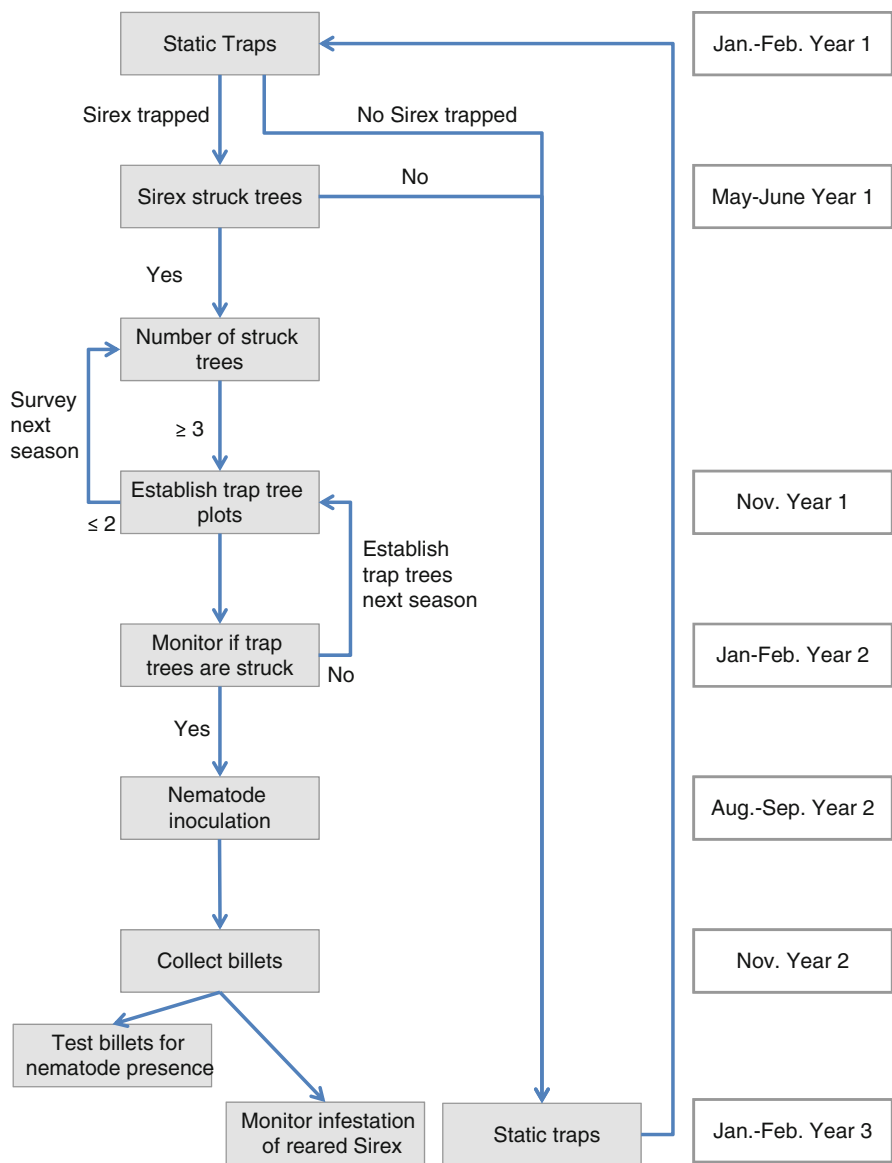 Static Traps
Jan.-Feb. Year 1
Sirex trapped
No Sirex trapped
Sirex struck trees
No
May-June Year 1
Yes
Number of struck
trees
Survey
next
season
≥ 3
Establish trap tree
plots
≤ 2
Nov. Year 1
Establish
trap trees
next season
Monitor if trap
trees are struck
No
Jan-Feb. Year 2
Yes
Nematode
inoculation
Aug.-Sep. Year 2
Collect billets
Nov. Year 2
Test billets for
nematode presence
Monitor infestation
of reared Sirex
Static traps
Jan.-Feb. Year 3